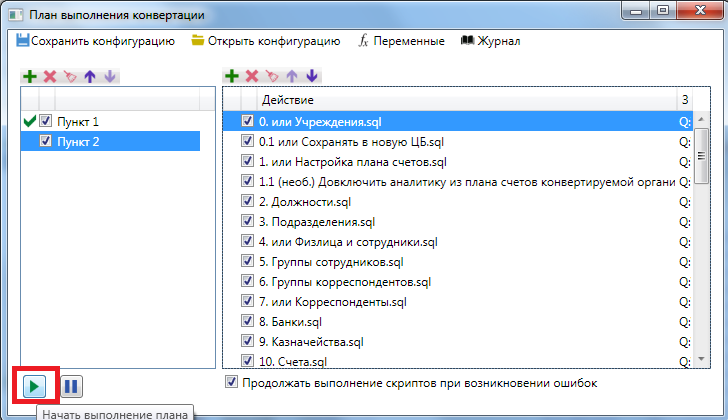 План выполнения конвертации
Сохранить конфигурацию Открыть конфигурацию fx Переменные Журнал
Действие З
Пункт 1
Пункт 2
0. или Учреждения.sql Q:
0.1 или Сохранять в новую ЦБ.sql Q:
1. или Настройка плана счетов.sql Q:
1.1 (необ.) Довключить аналитику из плана счетов конвертируемой органи Q:
2. Должности.sql Q:
3. Подразделения.sql Q:
4. или Физлица и сотрудники.sql Q:
5. Группы сотрудников.sql Q:
6. Группы корреспондентов.sql Q:
7. или Корреспонденты.sql Q:
8. Банки.sql Q:
9. Казначейства.sql Q:
10. Счета.sql Q:
Продолжать выполнение скриптов при возникновении ошибок
Начать выполнение плана